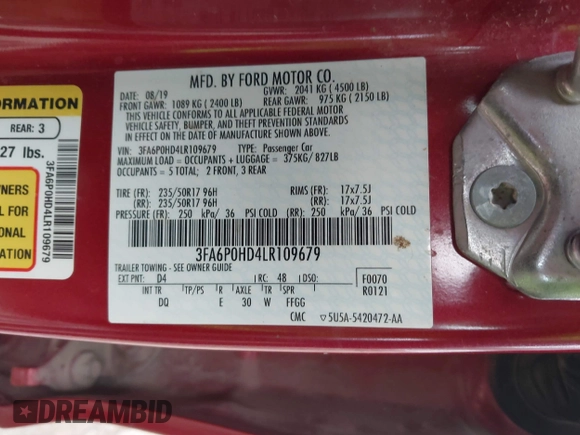 MFD. BY FORD MOTOR CO.
DATE: 08/19 GVWR: 2041 KG ( 4500 LB)
FRONT GAWR: 1089 KG ( 2400 LB) REAR GAWR: 975 KG ( 2150 LB)
THIS VEHICLE CONFORMS TO ALL APPLICABLE FEDERAL MOTOR
VEHICLE SAFETY, BUMPER, AND THEFT PREVENTION STANDARDS
IN EFFECT ON THE DATE OF MANUFACTURE SHOWN ABOVE.
VIN: 3FA6P0HD4LR109679 TYPE: Passenger Car
MAXIMUM LOAD = OCCUPANTS + LUGGAGE = 375KG/ 827LB
OCCUPANTS = 5 TOTAL; 2 FRONT, 3 REAR
TIRE (FR): 235/50R17 96H RIMS (FR): 17x7.5J
(RR): 235/50R17 96H (RR): 17x7.5J
PRESSURE (FR): 250 kPa/ 36 PSI COLD (RR): 250 kPa/ 36 PSI COLD
3FA6P0HD4LR109679
TRAILER TOWING - SEE OWNER GUIDE
EXT PNT: D4 RC: 48 DSO: F0070
INT TR TP/PS R AXLE TR SPR R0121
DQ E 30 W FFGG
CMC 5U5A-5420472-AA
ORMATION
REAR: 3
27 lbs.
WNERS
L FOR
IONAL
ATION
3FA6P0HD4LR109679
DREAMBID